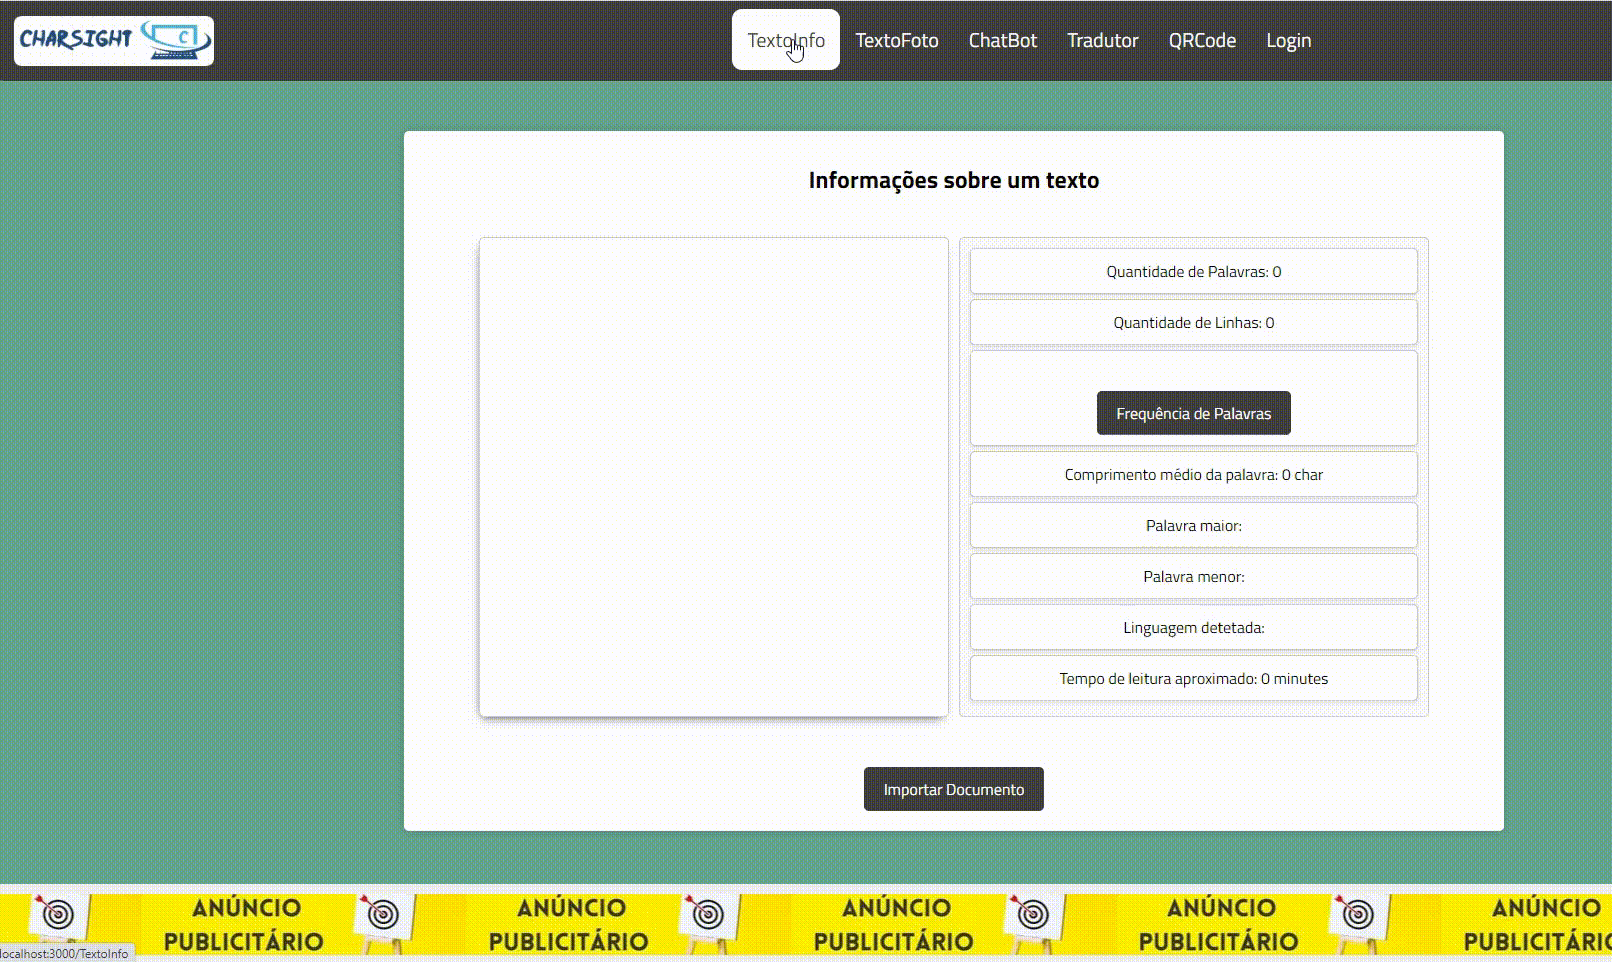 CHARSIGHT C
TextoInfo TextoFoto ChatBot Tradutor QRCode Login
Informações sobre um texto
Quantidade de Palavras: 0
Quantidade de Linhas: 0
Frequência de Palavras
Comprimento médio da palavra: 0 char
Palavra maior:
Palavra menor:
Linguagem detetada:
Tempo de leitura aproximado: 0 minutes
Importar Documento
ANÚNCIO ANÚNCIO ANÚNCIO ANÚNCIO ANÚNCIO
PUBLICITÁRIO PUBLICITÁRIO PUBLICITÁRIO PUBLICITÁRIO PUBLICITÁRIO
localhost:3000/TextoInfo